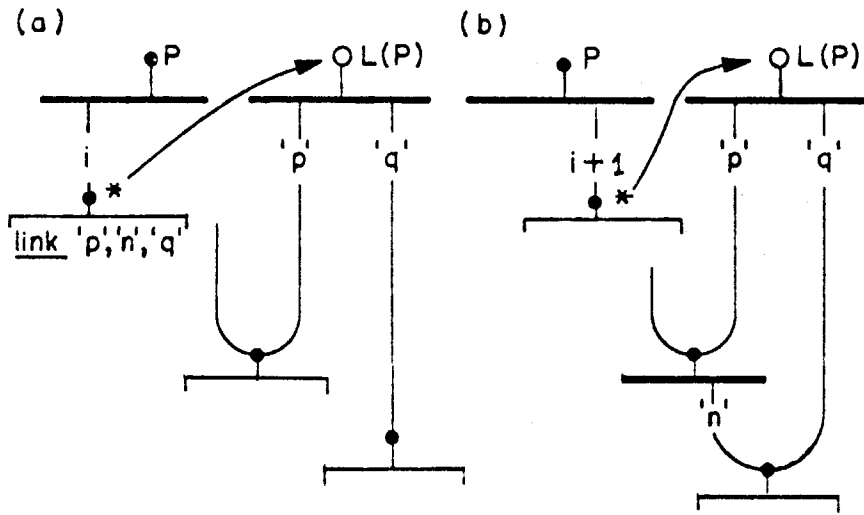 (a)
P
L(P)
i
'p'
'q'
*
link 'p','n','q'
(b)
P
L(P)
i + 1
'p'
'q'
*
'n'